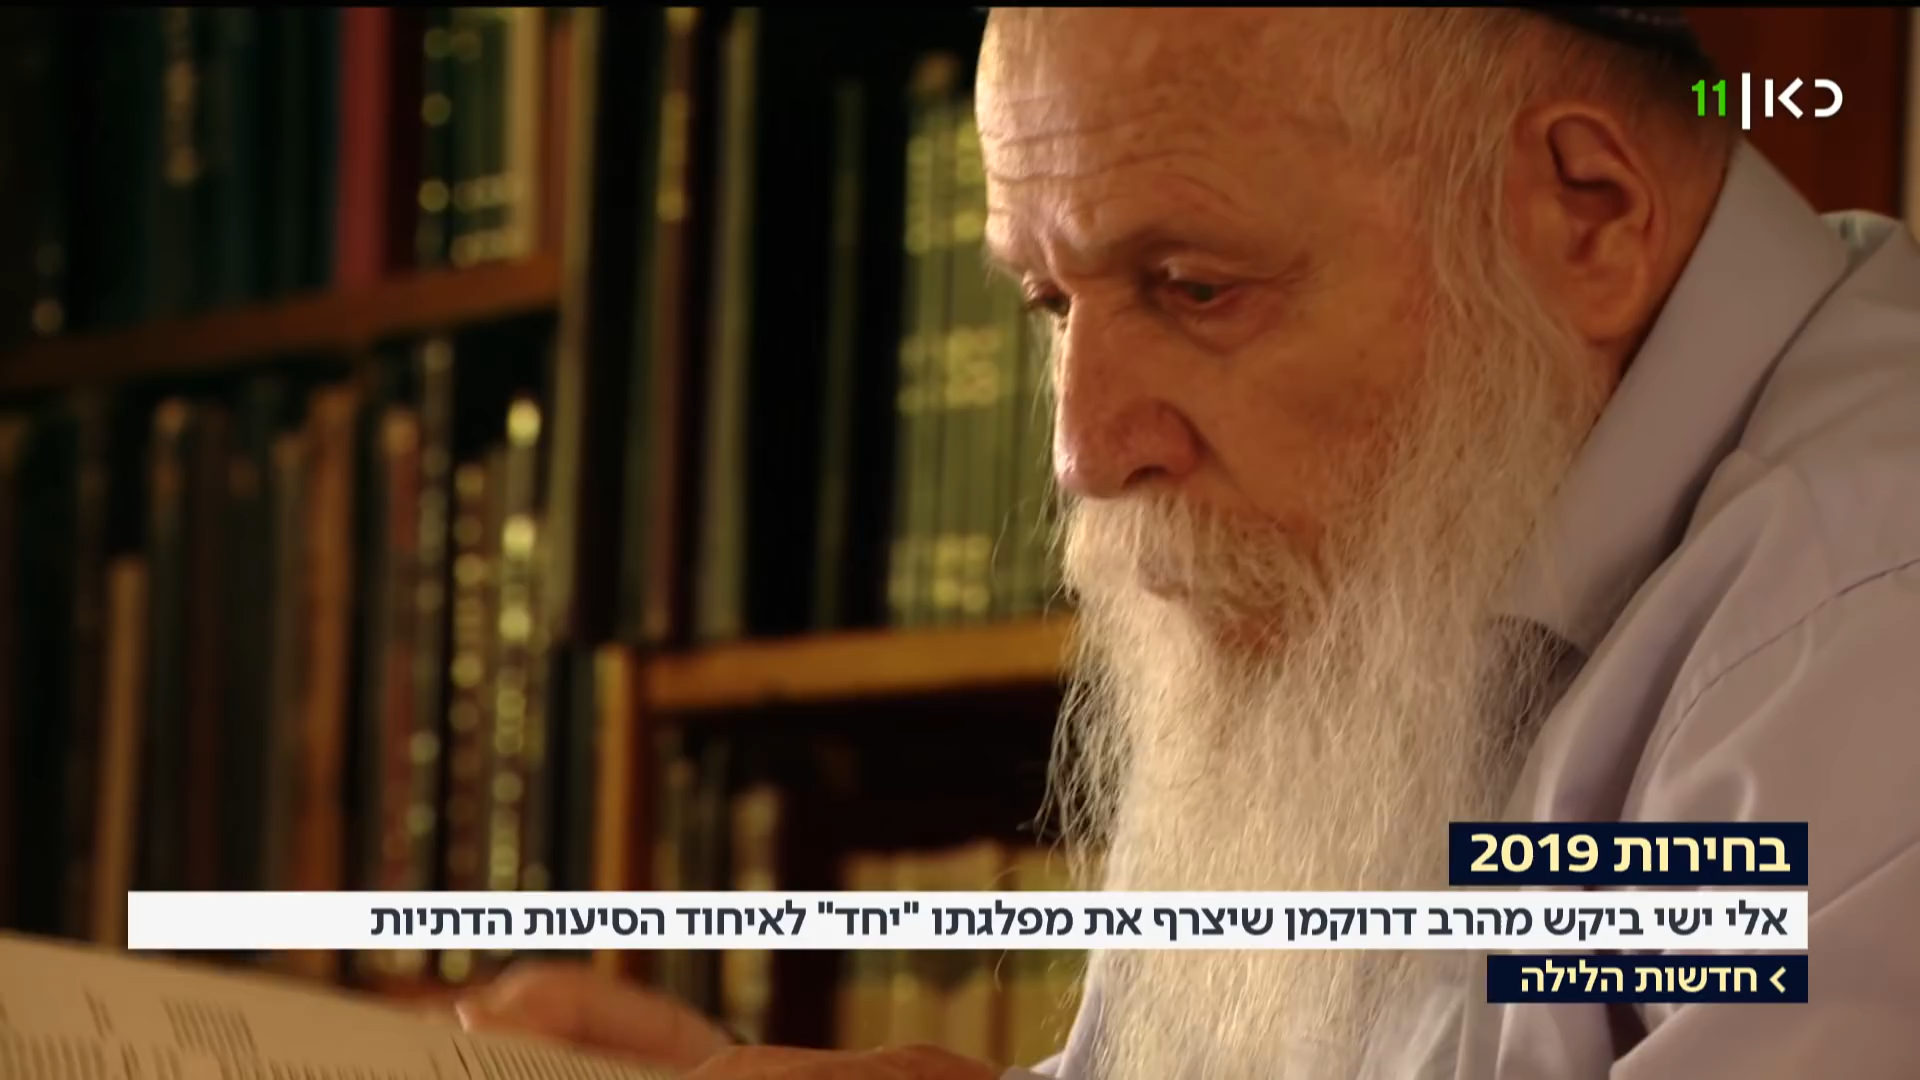 כאן|11
בחירות 2019
אלי ישי ביקש מהרב דרוקמן שיצרף את מפלגתו "יחד" לאיחוד הסיעות הדתיות
> חדשות הלילה